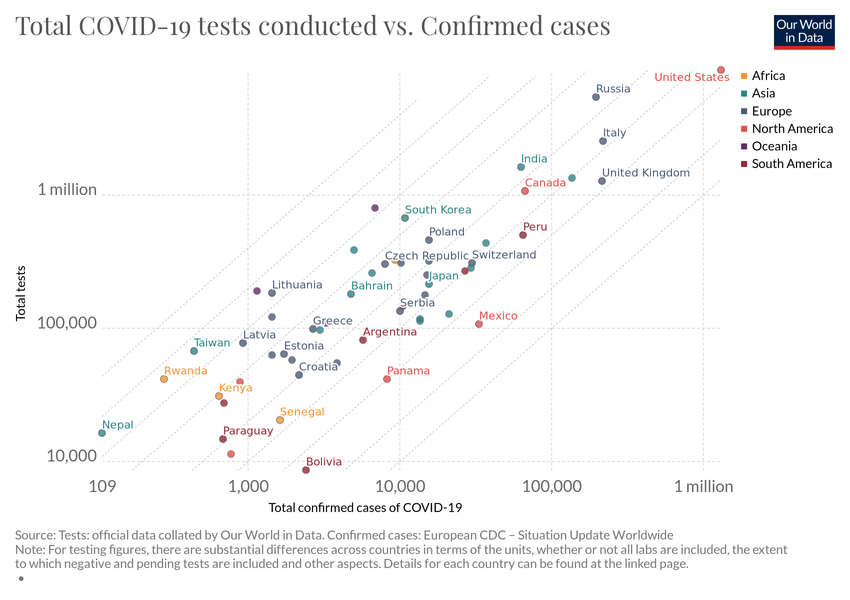 Total COVID-19 tests conducted vs. Confirmed cases
Our World
in Data
United States
Africa
Asia
Europe
North America
Oceania
South America
Russia
Italy
India
United Kingdom
Canada
1 million
South Korea
Peru
Poland
Czech Republic
Switzerland
Total tests
Lithuania
Bahrain
Japan
Serbia
100,000
Greece
Mexico
Latvia
Argentina
Taiwan
Estonia
Rwanda
Croatia
Panama
Kenya
Senegal
Nepal
Paraguay
10,000
Bolivia
109
1,000
10,000
100,000
1 million
Total confirmed cases of COVID-19
Source: Tests: official data collated by Our World in Data. Confirmed cases: European CDC – Situation Update Worldwide
Note: For testing figures, there are substantial differences across countries in terms of the units, whether or not all labs are included, the extent
to which negative and pending tests are included and other aspects. Details for each country can be found at the linked page.
•